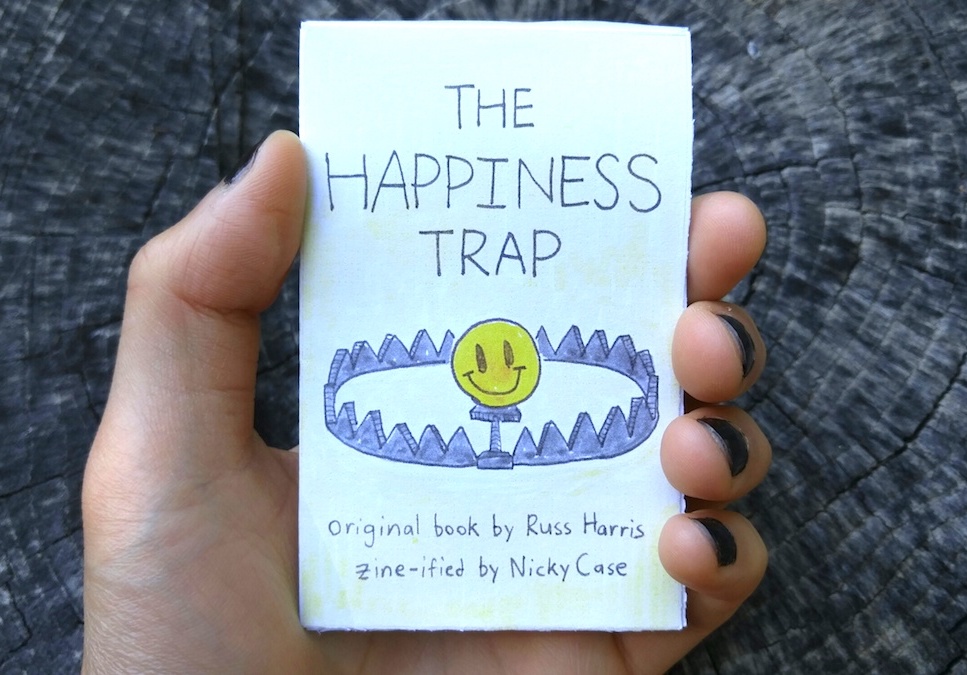 THE
HAPPINESS
TRAP
original book by Russ Harris
zine-ified by Nicky Case